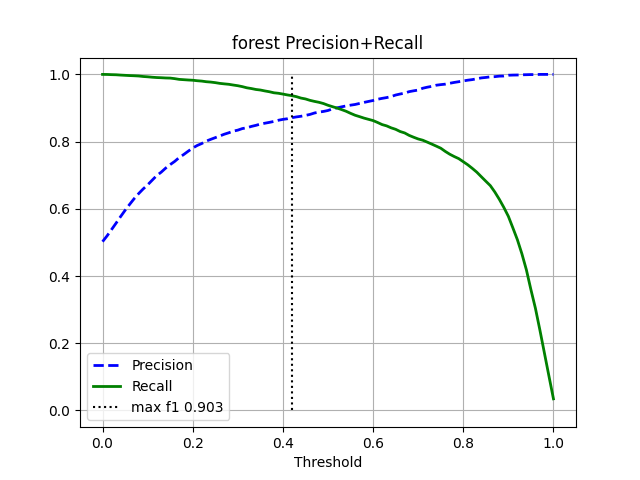 forest Precision+Recall
1.0
0.8
0.6
0.4
0.2
0.0
Precision
Recall
max f1 0.903
0.0 0.2 0.4 0.6 0.8 1.0
Threshold